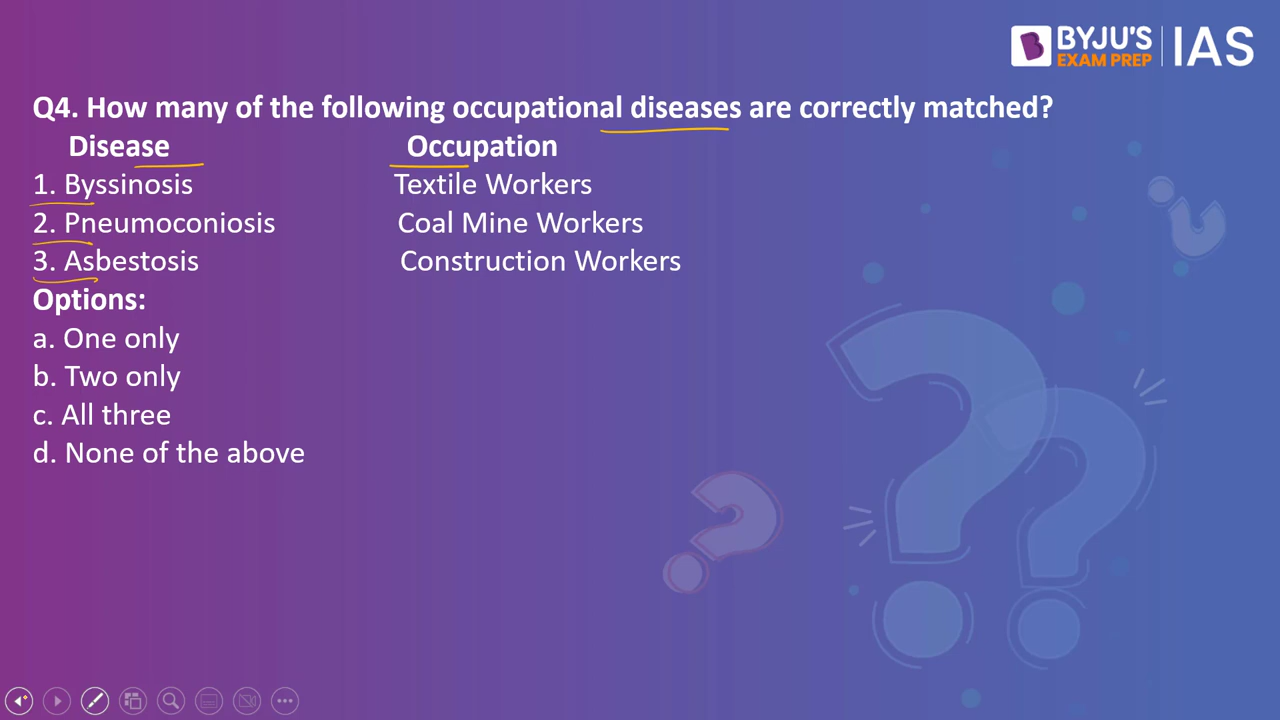 BYJU'S
EXAM PREP
IAS
Q4. How many of the following occupational diseases are correctly matched?
Disease Occupation
1. Byssinosis Textile Workers
2. Pneumoconiosis Coal Mine Workers
3. Asbestosis Construction Workers
Options:
a. One only
b. Two only
c. All three
d. None of the above